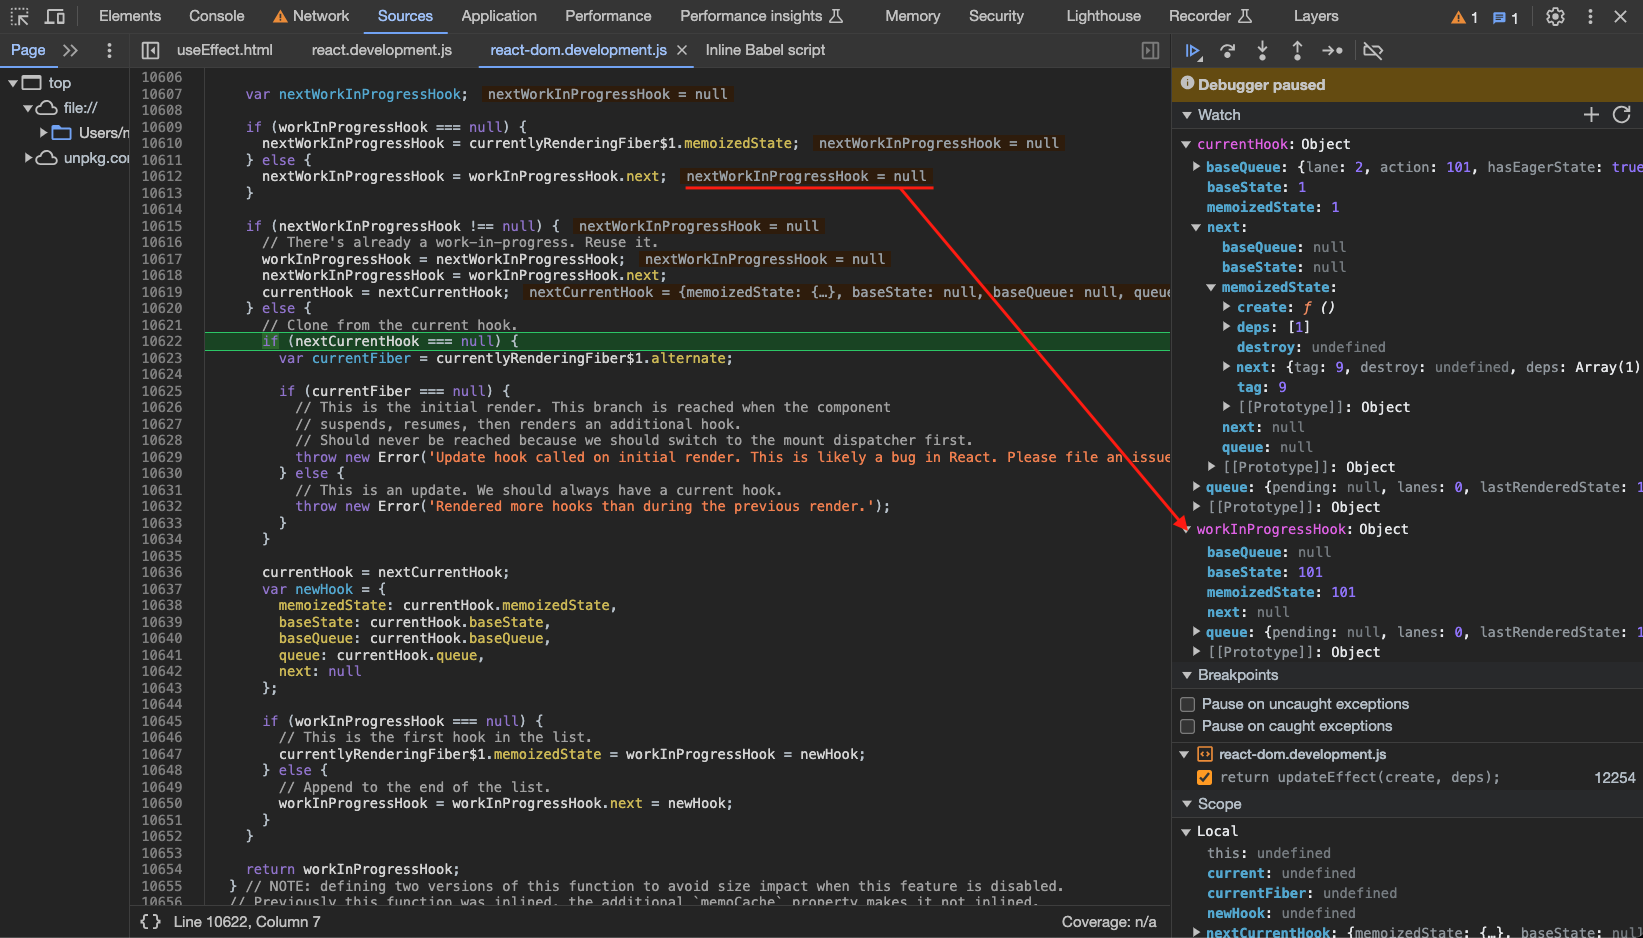 Elements Console Network Sources Application Performance Performance insights Memory Security Lighthouse Recorder Layers 1 1
Page useEffect.html react.development.js react-dom.development.js Inline Babel script
top
file://
Users/n
unpkg.co
10606
10607 var nextWorkInProgressHook; nextWorkInProgressHook = null
10608
10609 if (workInProgressHook === null) {
10610 nextWorkInProgressHook = currentlyRenderingFiber$1.memoizedState; nextWorkInProgressHook = null
10611 } else {
10612 nextWorkInProgressHook = workInProgressHook.next; nextWorkInProgressHook = null
10613 }
10614
10615 if (nextWorkInProgressHook !== null) { nextWorkInProgressHook = null
10616 // There's already a work-in-progress. Reuse it.
10617 workInProgressHook = nextWorkInProgressHook; nextWorkInProgressHook = null
10618 nextWorkInProgressHook = workInProgressHook.next;
10619 currentHook = nextCurrentHook; nextCurrentHook = {memoizedState: {…}, baseState: null, baseQueue: null, queue
10620 } else {
10621 // Clone from the current hook.
10622 if (nextCurrentHook === null) {
10623 var currentFiber = currentlyRenderingFiber$1.alternate;
10624
10625 if (currentFiber === null) {
10626 // This is the initial render. This branch is reached when the component
10627 // suspends, resumes, then renders an additional hook.
10628 // Should never be reached because we should switch to the mount dispatcher first.
10629 throw new Error('Update hook called on initial render. This is likely a bug in React. Please file an issue
10630 } else {
10631 // This is an update. We should always have a current hook.
10632 throw new Error('Rendered more hooks than during the previous render.');
10633 }
10634 }
10635
10636 currentHook = nextCurrentHook;
10637 var newHook = {
10638 memoizedState: currentHook.memoizedState,
10639 baseState: currentHook.baseState,
10640 baseQueue: currentHook.baseQueue,
10641 queue: currentHook.queue,
10642 next: null
10643 };
10644
10645 if (workInProgressHook === null) {
10646 // This is the first hook in the list.
10647 currentlyRenderingFiber$1.memoizedState = workInProgressHook = newHook;
10648 } else {
10649 // Append to the end of the list.
10650 workInProgressHook = workInProgressHook.next = newHook;
10651 }
10652 }
10653
10654 return workInProgressHook;
10655 } // NOTE: defining two versions of this function to avoid size impact when this feature is disabled.
10656 // Previously this function was inlined, the additional `memoCache` property makes it not inlined.
{} Line 10622, Column 7 Coverage: n/a
Debugger paused
Watch
currentHook: Object
baseQueue: {lane: 2, action: 101, hasEagerState: true
baseState: 1
memoizedState: 1
next:
baseQueue: null
baseState: null
memoizedState:
create: ƒ ()
deps: [1]
destroy: undefined
next: {tag: 9, destroy: undefined, deps: Array(1)
tag: 9
[[Prototype]]: Object
next: null
queue: null
[[Prototype]]: Object
queue: {pending: null, lanes: 0, lastRenderedState: 1
[[Prototype]]: Object
workInProgressHook: Object
baseQueue: null
baseState: 101
memoizedState: 101
next: null
queue: {pending: null, lanes: 0, lastRenderedState: 1
[[Prototype]]: Object
Breakpoints
Pause on uncaught exceptions
Pause on caught exceptions
react-dom.development.js
return updateEffect(create, deps); 12254
Scope
Local
this: undefined
current: undefined
currentFiber: undefined
newHook: undefined
nextCurrentHook: {memoizedState: {…}, baseState: null